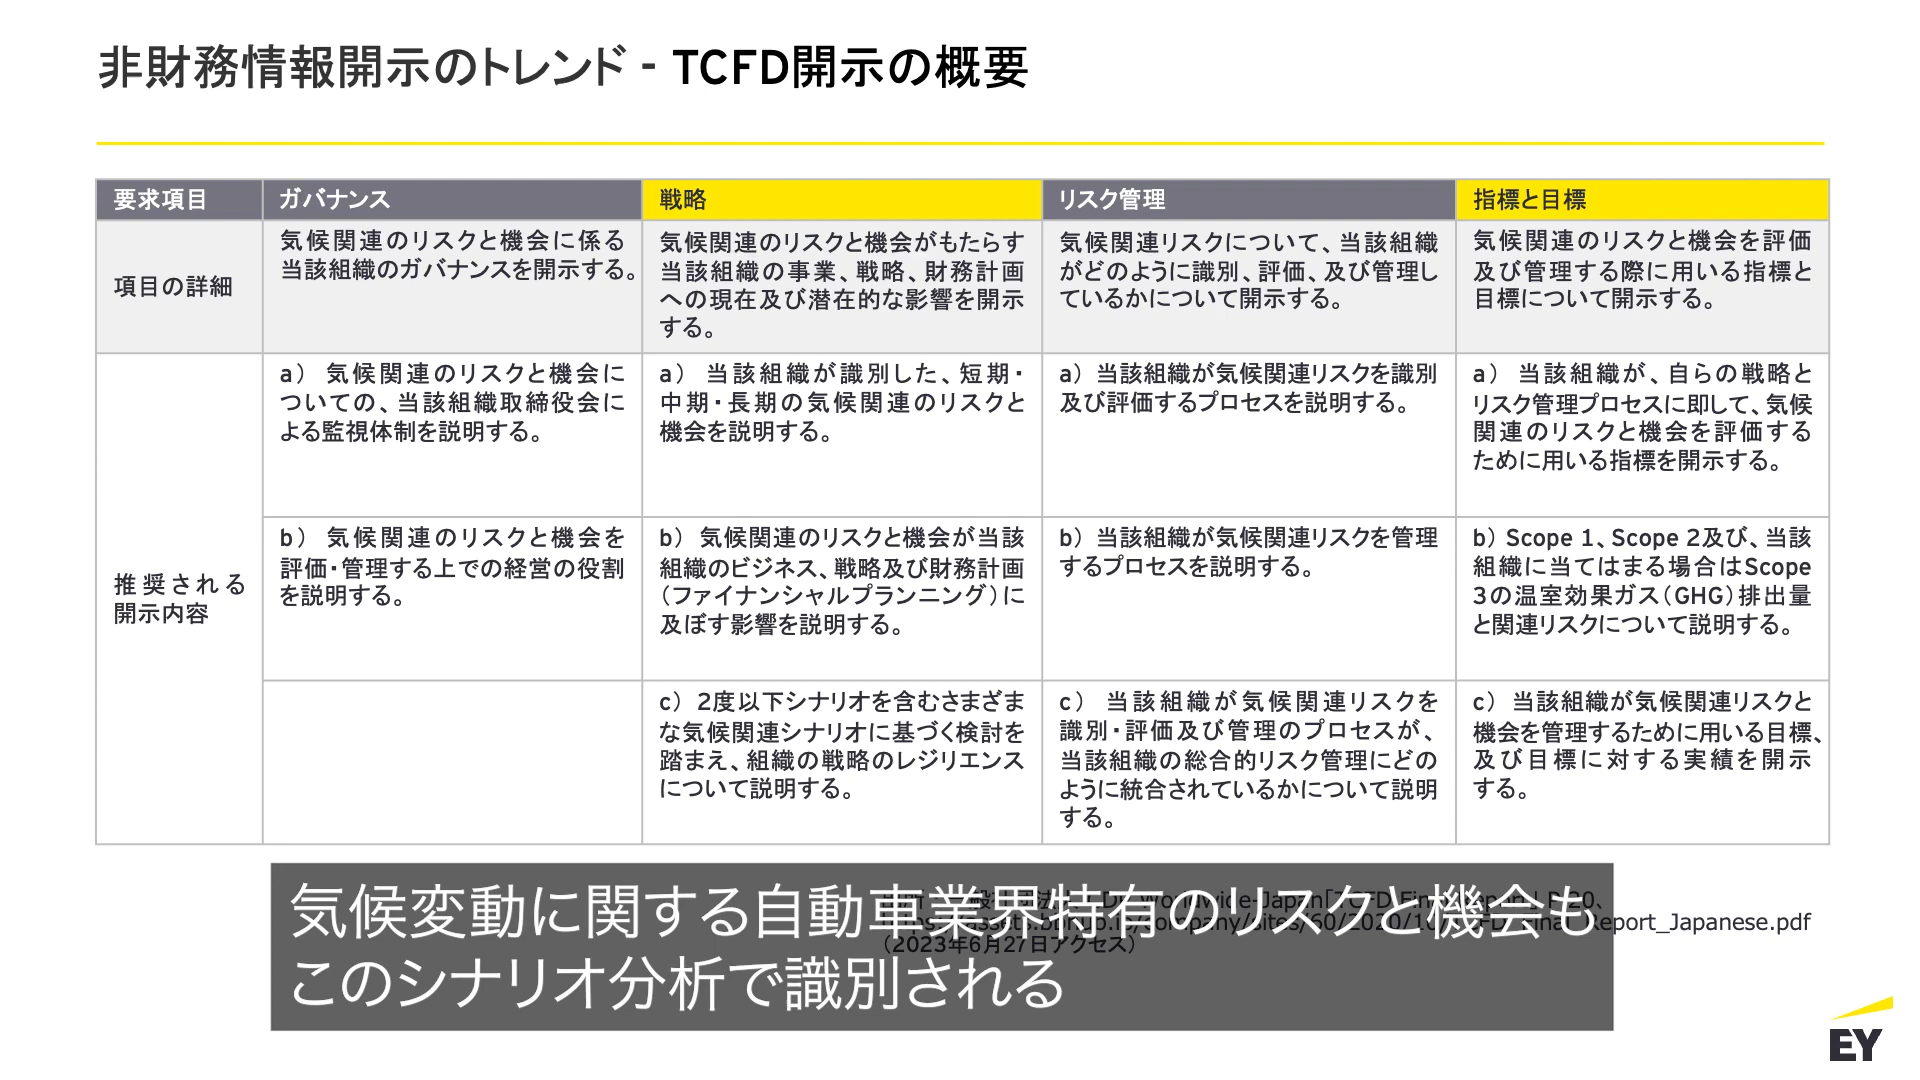 非財務情報開示のトレンド - TCFD開示の概要
要求項目
ガバナンス
戦略
リスク管理
指標と目標
項目の詳細
気候関連のリスクと機会に係る
当該組織のガバナンスを開示する。
気候関連のリスクと機会がもたらす
当該組織の事業、戦略、財務計画
への現在及び潜在的な影響を開示
する。
気候関連リスクについて、当該組織
がどのように識別、評価、及び管理し
ているかについて開示する。
気候関連のリスクと機会を評価
及び管理する際に用いる指標と
目標について開示する。
推奨される
開示内容
a） 気候関連のリスクと機会に
ついての、当該組織取締役会に
よる監視体制を説明する。
a） 当該組織が識別した、短期・
中期・長期の気候関連のリスクと
機会を説明する。
a）当該組織が気候関連リスクを識別
及び評価するプロセスを説明する。
a） 当該組織が、自らの戦略と
リスク管理プロセスに即して、気候
関連のリスクと機会を評価する
ために用いる指標を開示する。
b） 気候関連のリスクと機会を
評価・管理する上での経営の役割
を説明する。
b） 気候関連のリスクと機会が当該
組織のビジネス、戦略及び財務計画
（ファイナンシャルプランニング）に
及ぼす影響を説明する。
b）当該組織が気候関連リスクを管理
するプロセスを説明する。
b）Scope 1、Scope 2及び、当該
組織に当てはまる場合はScope
3の温室効果ガス（GHG）排出量
と関連リスクについて説明する。
c） 2度以下シナリオを含むさまざま
な気候関連シナリオに基づく検討を
踏まえ、組織の戦略のレジリエンス
について説明する。
c） 当該組織が気候関連リスクを
識別・評価及び管理のプロセスが、
当該組織の総合的リスク管理にどの
ように統合されているかについて説明
する。
c） 当該組織が気候関連リスクと
機会を管理するために用いる目標、
及び目標に対する実績を開示
する。
eport_Japanese.pdf
（2023年6月27日アクセス）
気候変動に関する自動車業界特有のリスクと機会も
このシナリオ分析で識別される
EY